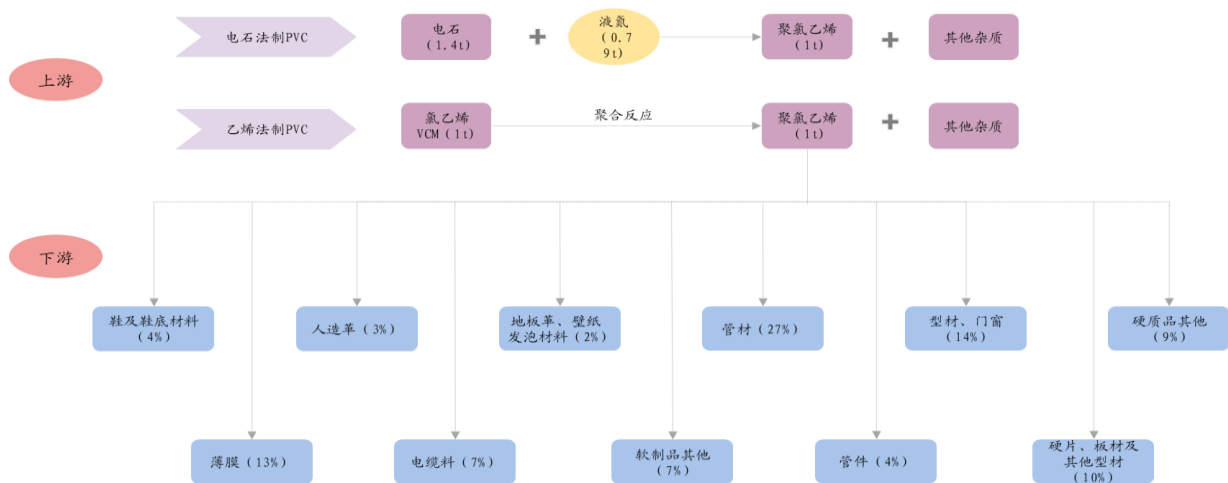 电石法制PVC
电石
(1.4t)
液氮
(0.7
9t)
聚氯乙烯
(1t)
其他杂质
上游
乙烯法制PVC
氯乙烯
VCM(1t)
聚合反应
聚氯乙烯
(1t)
其他杂质
下游
鞋及鞋底材料
(4%)
人造革(3%)
地板革、壁纸
发泡材料(2%)
管材(27%)
型材、门窗
(14%)
硬质品其他
(9%)
薄膜(13%)
电缆料(7%)
软制品其他
(7%)
管件(4%)
硬片、板材及
其他型材
(10%)